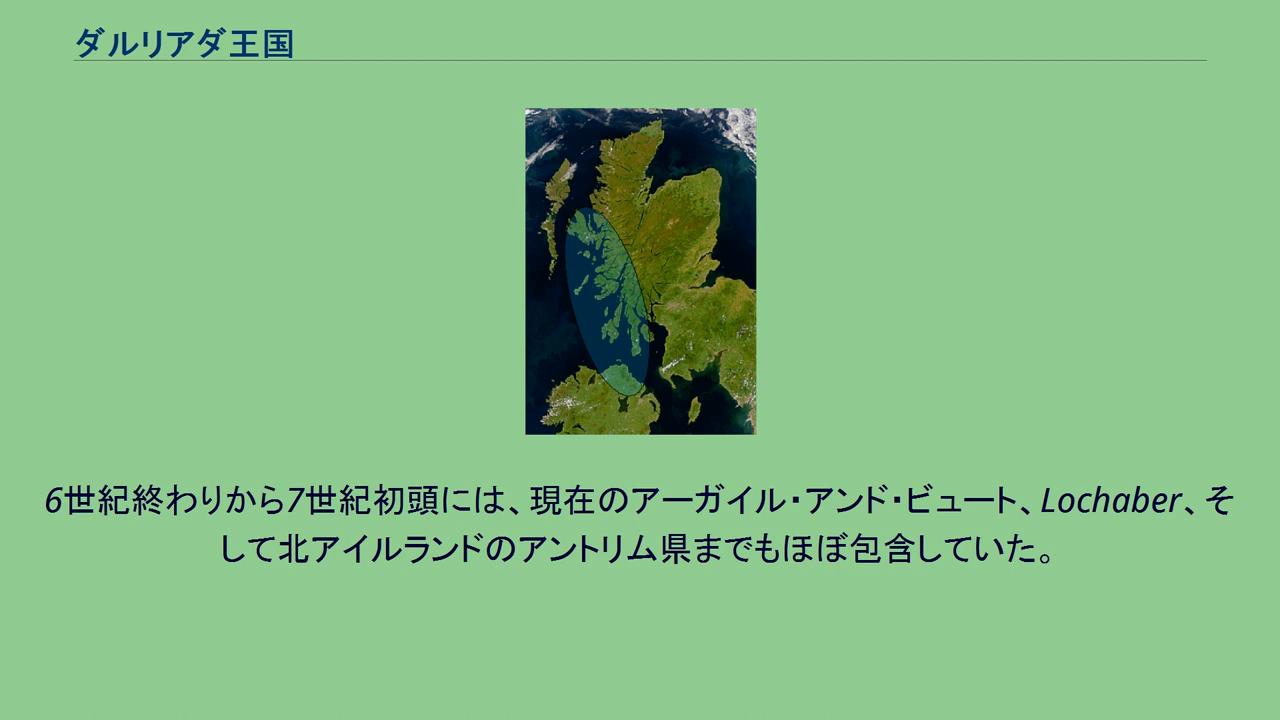 ダルリアダ王国
6世紀終わりから7世紀初頭には、現在のアーガイル・アンド・ビュート、Lochaber、そ
して北アイルランドのアントリム県までもほぼ包含していた。